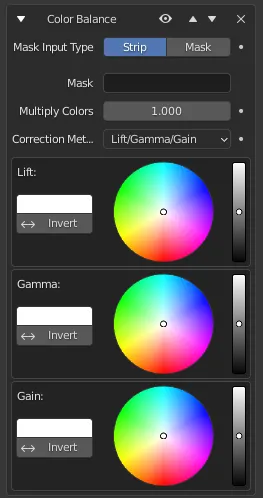 Color Balance
Mask Input Type Strip Mask
Mask
Multiply Colors 1.000
Correction Met... Lift/Gamma/Gain
Lift:
Invert
Gamma:
Invert
Gain:
Invert